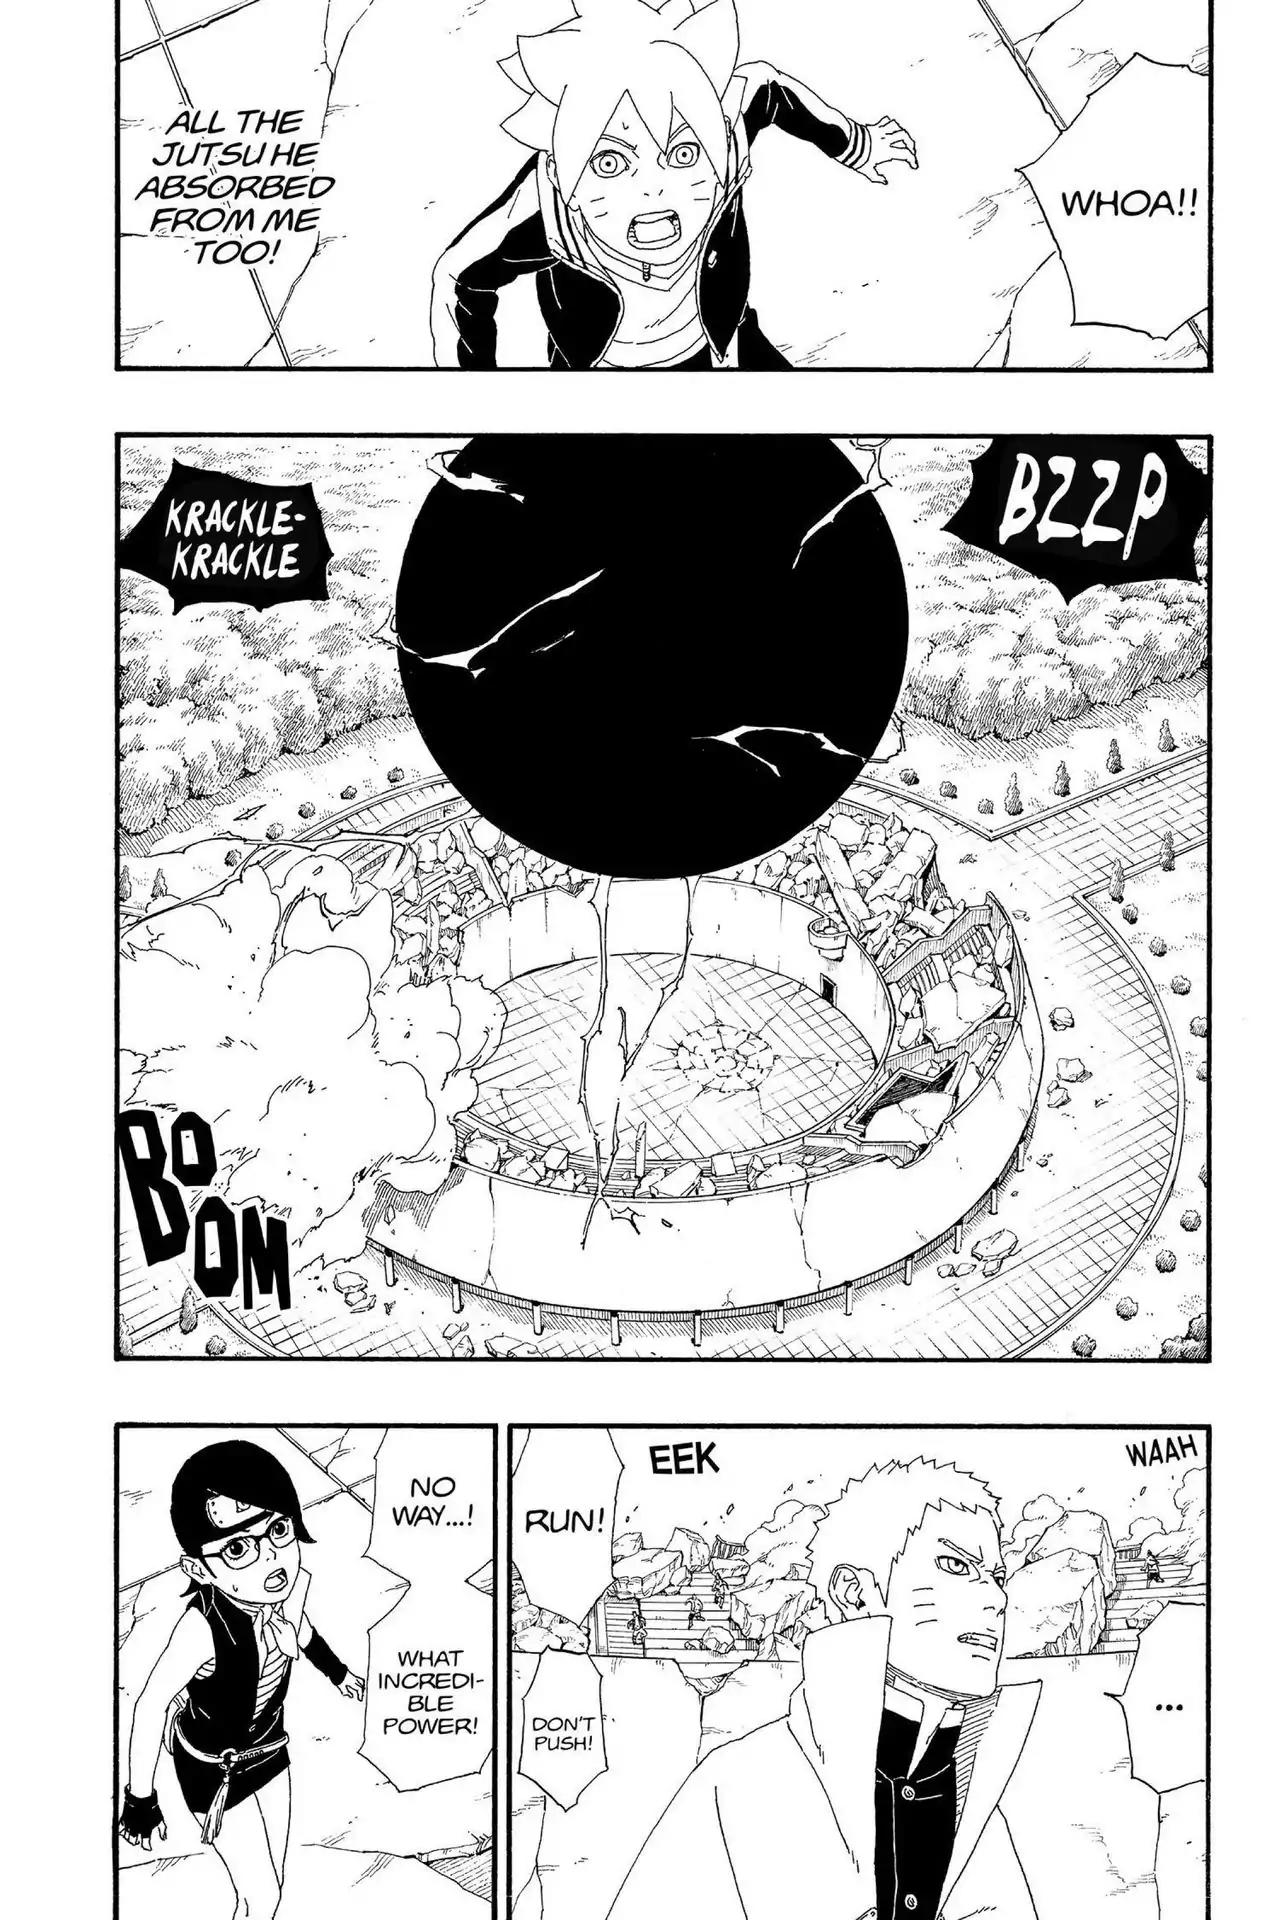 WHOA!!
ALL THE
JUTSU HE
ABSORBED
FROM ME
TOO!
BZZP
KRACKLE-
KRACKLE
BOOM
WAAH
EEK
RUN!
...
DON'T
PUSH!
NO
WAY...!
WHAT
INCREDI-
BLE
POWER!